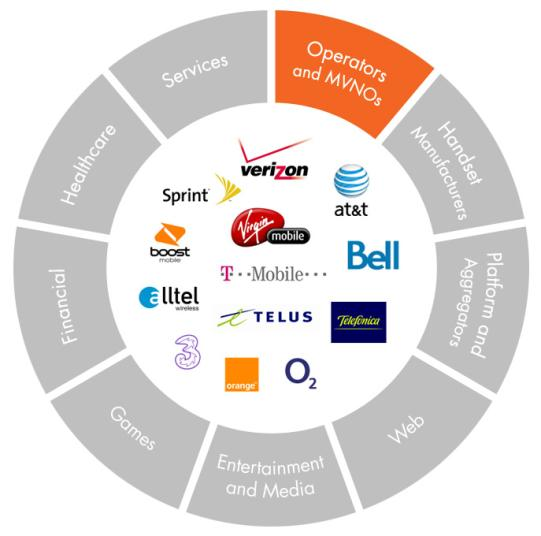 Operators
and MVNOs
Handset
Manufacturers
Platform and
Aggregators
Web
Entertainment
and Media
Games
Financial
Healthcare
Services
verizon
Sprint
at&t
Virgin
mobile
boost
mobile
Bell
T··Mobile···
alltel
wireless
TELUS
Telefónica
3
orange
O2